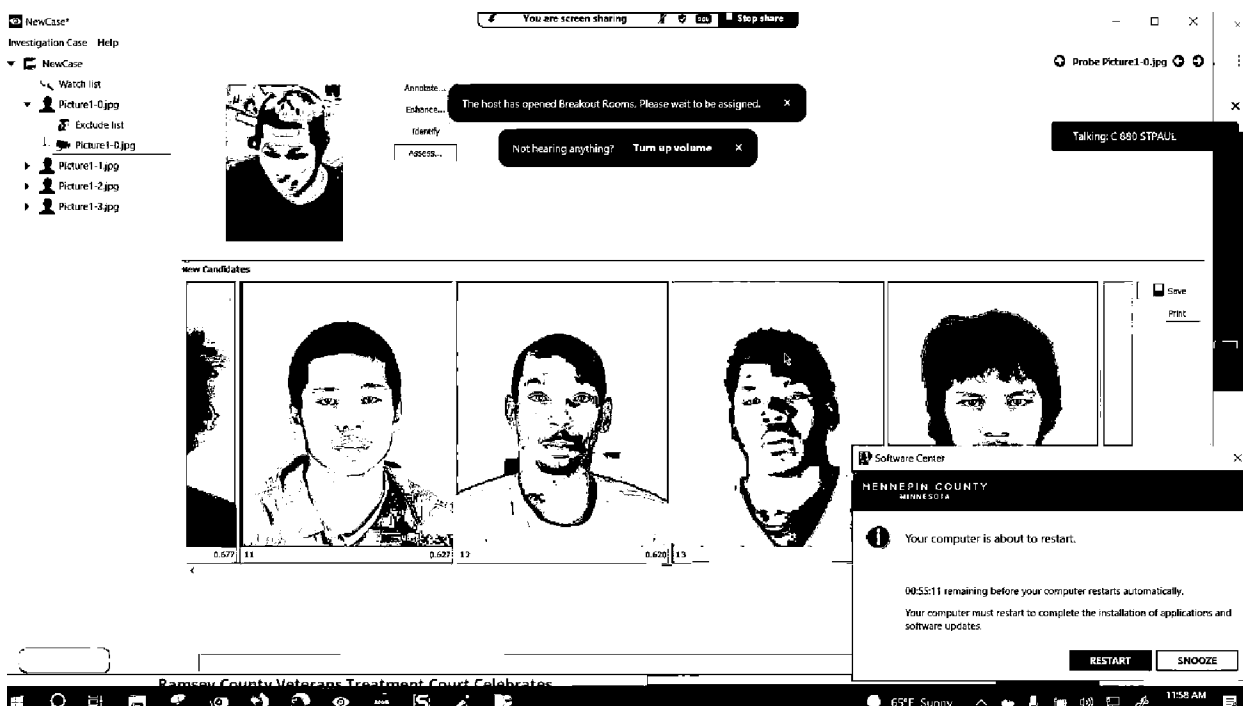 NewCase*
You are screen sharing
Stop share
Investigation Case Help
NewCase
Probe Picture1-0.jpg
Watch list
Picture1-0.jpg
Exclude list
Picture1-0.jpg
Picture1-1.jpg
Picture1-2.jpg
Picture1-3.jpg
Annotate...
Enhance...
Identify
Assess...
The host has opened Breakout Rooms. Please wait to be assigned. ×
Not hearing anything? Turn up volume ×
Talking: C 880 STPAUL
New Candidates
Save
Print
0.677
11 0.627
12 0.620
13
Software Center
HENNEPIN COUNTY
MINNESOTA
Your computer is about to restart.
00:55:11 remaining before your computer restarts automatically.
Your computer must restart to complete the installation of applications and
software updates.
RESTART SNOOZE
Ramsey County Veterans Treatment Court Celebrates
65°F Sunny
11:58 AM